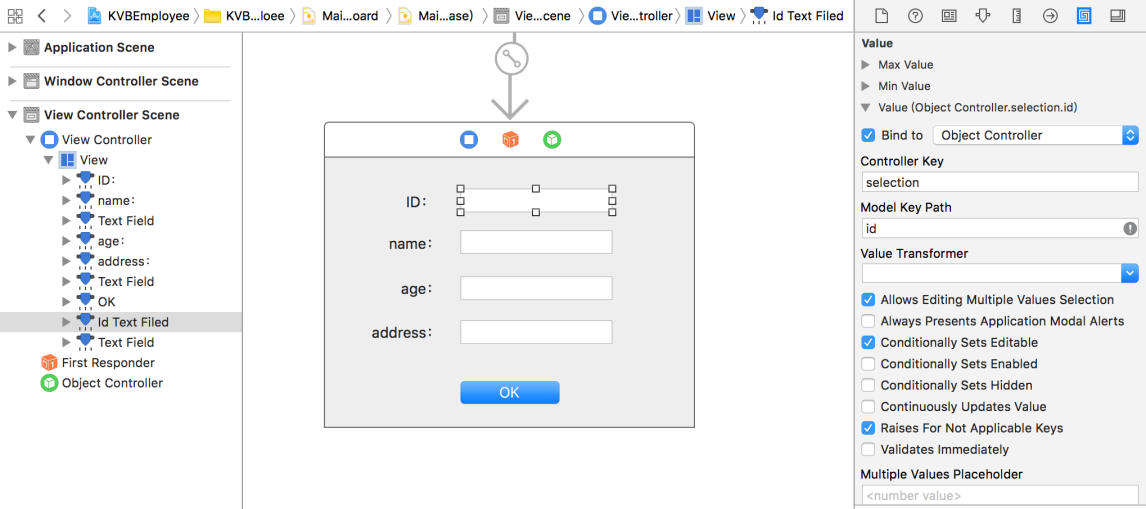 KVBEmployee KVB...loee Mai...oard Mai...ase) Vie...cene Vie...troller View Id Text Filed
Application Scene
Window Controller Scene
View Controller Scene
View Controller
View
ID:
name:
Text Field
age:
address:
Text Field
OK
Id Text Filed
Text Field
First Responder
Object Controller
ID:
name:
age:
address:
OK
Value
Max Value
Min Value
Value (Object Controller.selection.id)
Bind to Object Controller
Controller Key
selection
Model Key Path
id
Value Transformer
Allows Editing Multiple Values Selection
Always Presents Application Modal Alerts
Conditionally Sets Editable
Conditionally Sets Enabled
Conditionally Sets Hidden
Continuously Updates Value
Raises For Not Applicable Keys
Validates Immediately
Multiple Values Placeholder
<number value>